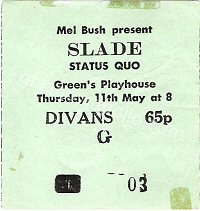 Mel Bush present
SLADE
STATUS QUO
Green's Playhouse
Thursday, 11th May at 8
DIVANS 65p
G
03